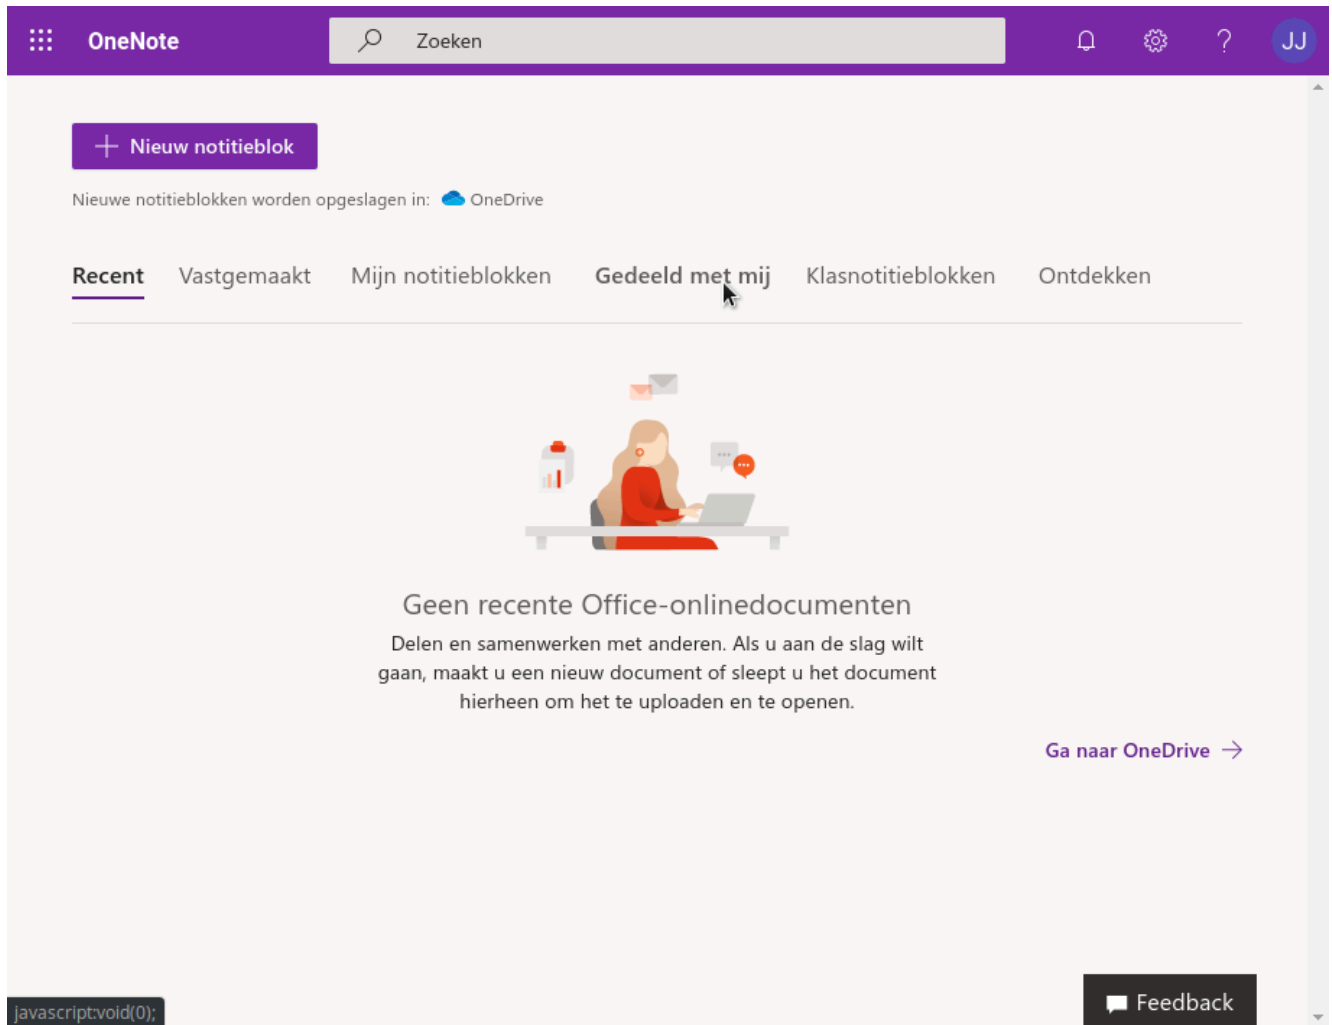 OneNote
Zoeken
?
JJ
Nieuw notitieblok
Nieuwe notitieblokken worden opgeslagen in: OneDrive
Recent Vastgemaakt Mijn notitieblokken Gedeeld met mij Klasnotitieblokken Ontdekken
Geen recente Office-onlinedocumenten
Delen en samenwerken met anderen. Als u aan de slag wilt
gaan, maakt u een nieuw document of sleept u het document
hierheen om het te uploaden en te openen.
Ga naar OneDrive
Feedback
javascript:void(0);